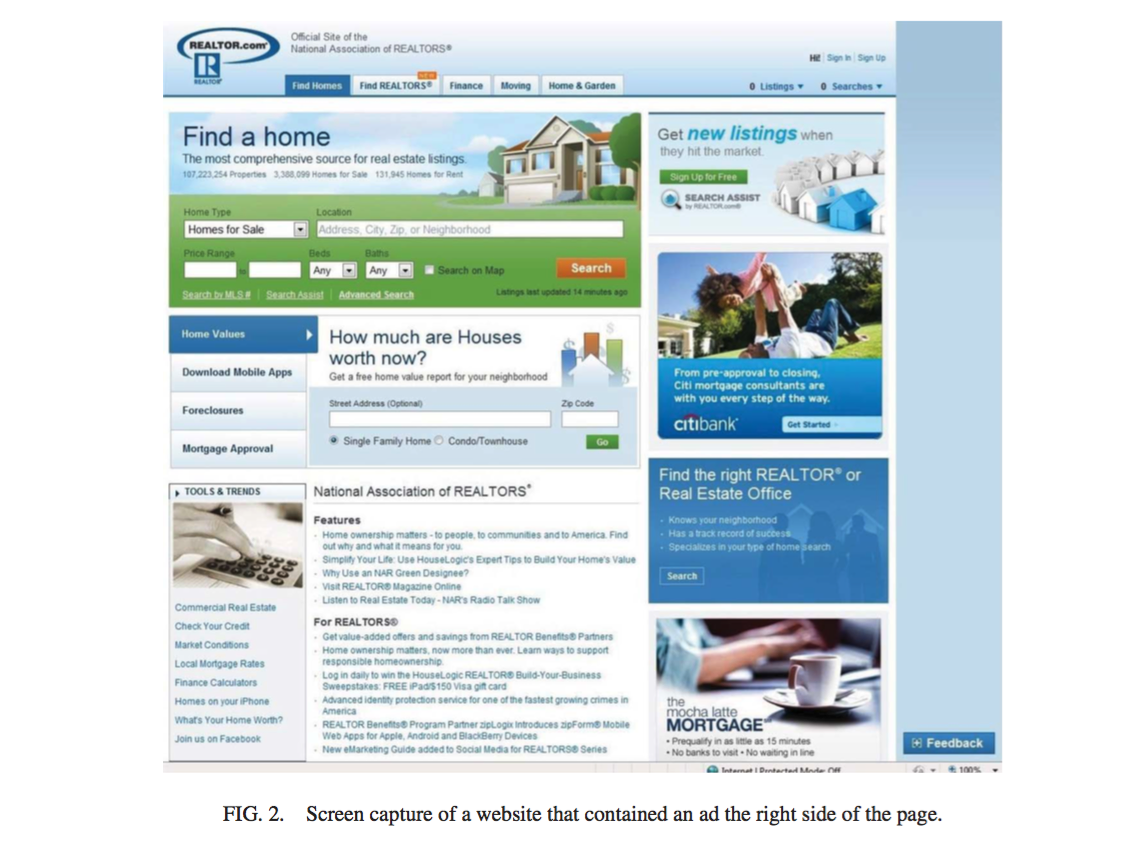 REALTOR.com®
R
REALTOR®
Official Site of the
National Association of REALTORS®
Hi! | Sign In | Sign Up
NEW
Find Homes
Find REALTORS®
Finance
Moving
Home & Garden
0 Listings
0 Searches
Find a home
The most comprehensive source for real estate listings.
107,223,254 Properties 3,388,099 Homes for Sale 131,945 Homes for Rent
Home Type
Location
Homes for Sale
Address, City, Zip, or Neighborhood
Price Range
Beds
Baths
to
Any
Any
Search on Map
Search
Search by MLS # | Search Assist | Advanced Search
Listings last updated 14 minutes ago
Get new listings when
they hit the market.
Sign Up for Free
SEARCH ASSIST
by REALTOR.com®
Home Values
Download Mobile Apps
Foreclosures
Mortgage Approval
How much are Houses
worth now?
Get a free home value report for your neighborhood
Street Address (Optional)
Zip Code
Single Family Home
Condo/Townhouse
Go
From pre-approval to closing,
Citi mortgage consultants are
with you every step of the way.
citibank
Get Started
Find the right REALTOR® or
Real Estate Office
- Knows your neighborhood
- Has a track record of success
- Specializes in your type of home search
Search
TOOLS & TRENDS
Commercial Real Estate
Check Your Credit
Market Conditions
Local Mortgage Rates
Finance Calculators
Homes on your iPhone
What's Your Home Worth?
Join us on Facebook
National Association of REALTORS®
Features
- Home ownership matters - to people, to communities and to America. Find
out why and what it means for you.
- Simplify Your Life: Use HouseLogic's Expert Tips to Build Your Home's Value
- Why Use an NAR Green Designee?
- Visit REALTOR® Magazine Online
- Listen to Real Estate Today - NAR's Radio Talk Show
For REALTORS®
- Get value-added offers and savings from REALTOR Benefits® Partners
- Home ownership matters, now more than ever. Learn ways to support
responsible homeownership.
- Log in daily to win the HouseLogic REALTOR® Build-Your-Business
Sweepstakes: FREE iPad/$150 Visa gift card
- Advanced identity protection service for one of the fastest growing crimes in
America
- REALTOR Benefits® Program Partner zipLogix Introduces zipForm® Mobile
Web Apps for Apple, Android and BlackBerry Devices
- New eMarketing Guide added to Social Media for REALTORS® Series
the
mocha latte
MORTGAGE℠
• Prequalify in as little as 15 minutes
• No banks to visit • No waiting in line
Feedback
Internet | Protected Mode: Off
100%
FIG. 2. Screen capture of a website that contained an ad the right side of the page.